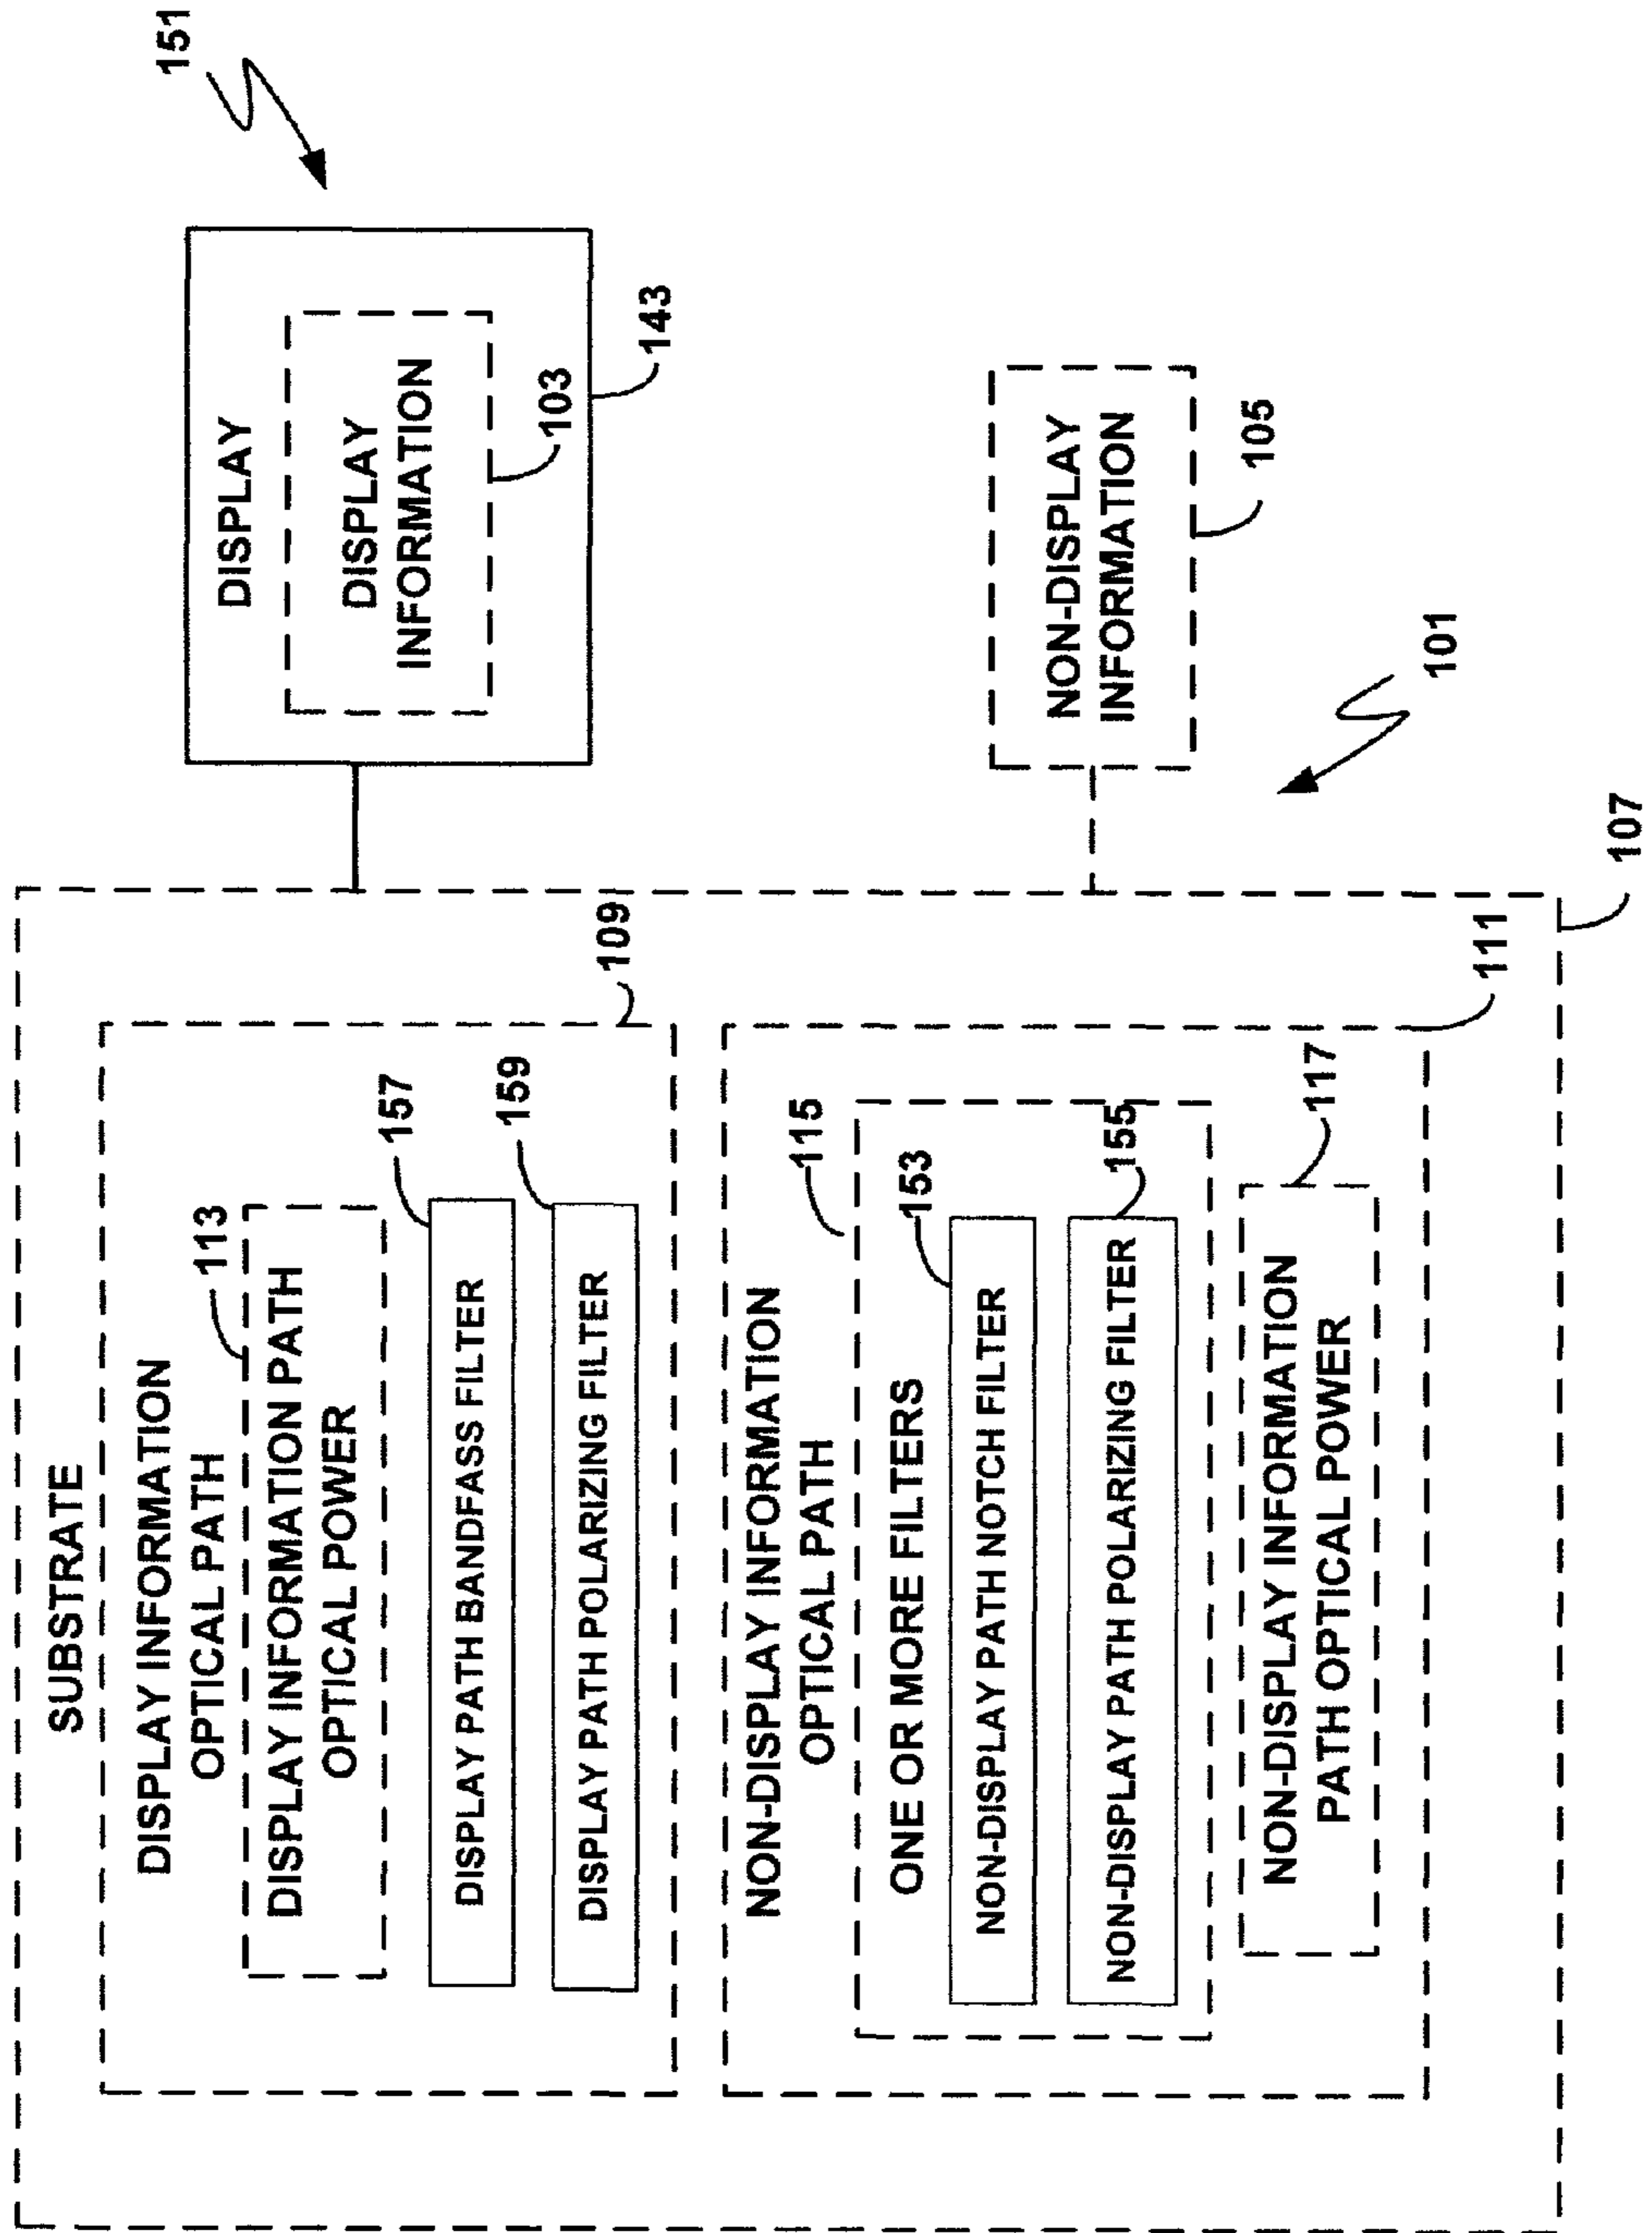 SUBSTRATE
DISPLAY INFORMATION
OPTICAL PATH
113
DISPLAY INFORMATION PATH
OPTICAL POWER
157
DISPLAY PATH BANDFASS FILTER
159
DISPLAY PATH POLARIZING FILTER
109
NON-DISPLAY INFORMATION
OPTICAL PATH
115
ONE OR MORE FILTERS
153
NON-DISPLAY PATH NOTCH FILTER
155
NON-DISPLAY PATH POLARIZING FILTER
117
NON-DISPLAY INFORMATION
PATH OPTICAL POWER
111
107
151
DISPLAY
DISPLAY
INFORMATION
103
143
NON-DISPLAY
INFORMATION
105
101